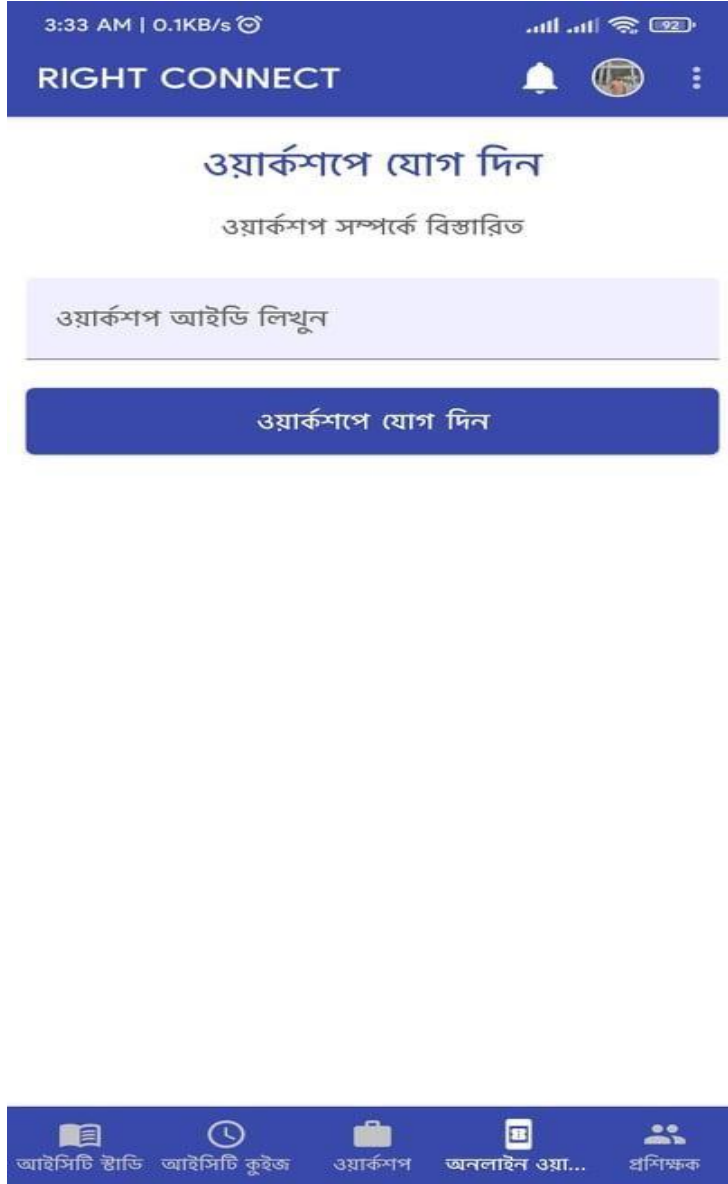 3:33 AM | 0.1KB/s
92
RIGHT CONNECT
ওয়ার্কশপে যোগ দিন
ওয়ার্কশপ সম্পর্কে বিস্তারিত
ওয়ার্কশপ আইডি লিখুন
ওয়ার্কশপে যোগ দিন
আইসিটি ষ্টাডি আইসিটি কুইজ ওয়ার্কশপ অনলাইন ওয়া... প্রশিক্ষক